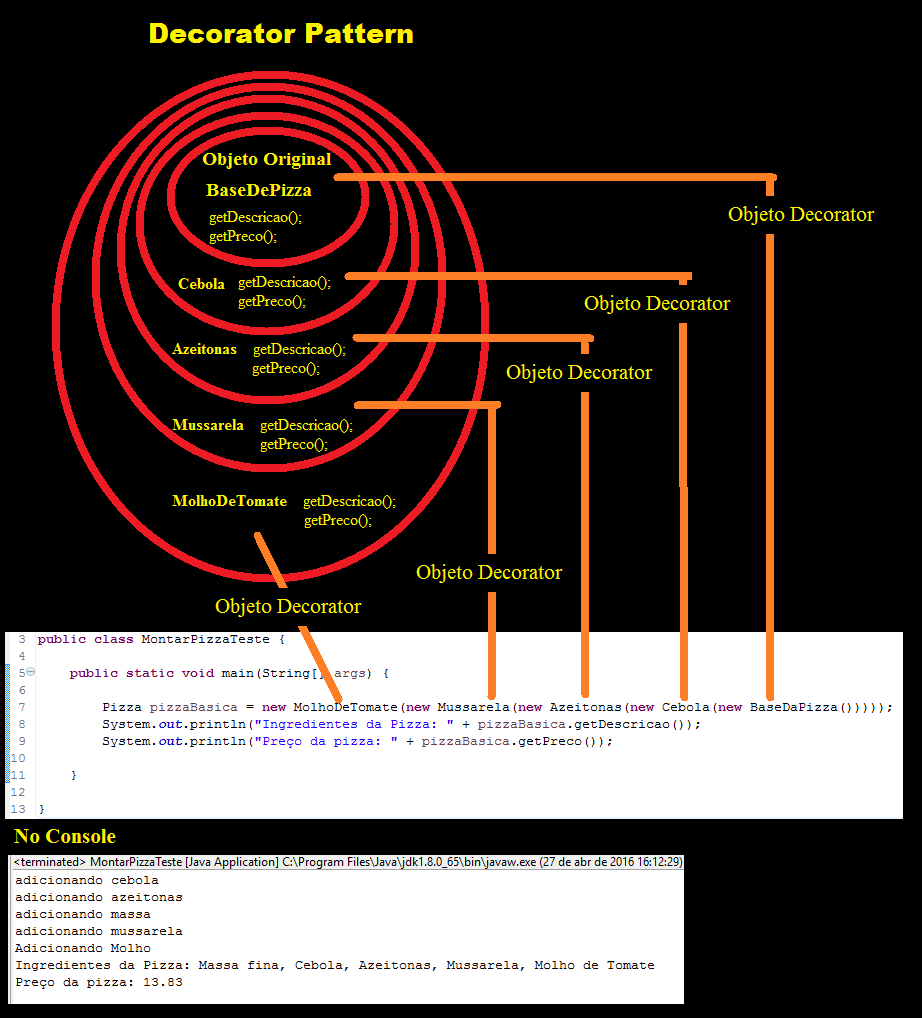 Decorator Pattern
Objeto Original
BaseDePizza
getDescricao();
getPreco();
Objeto Decorator
Cebola getDescricao();
getPreco();
Objeto Decorator
Azeitonas getDescricao();
getPreco();
Objeto Decorator
Mussarela getDescricao();
getPreco();
MolhoDeTomate getDescricao();
getPreco();
Objeto Decorator
Objeto Decorator
3 public class MontarPizzaTeste {
4
5 public static void main(String[] args) {
6
7 Pizza pizzaBasica = new MolhoDeTomate(new Mussarela(new Azeitonas(new Cebola(new BaseDaPizza()))));
8 System.out.println("Ingredientes da Pizza: " + pizzaBasica.getDescricao());
9 System.out.println("Preço da pizza: " + pizzaBasica.getPreco());
10
11 }
12
13 }
No Console
<terminated> MontarPizzaTeste [Java Application] C:\Program Files\Java\jdk1.8.0_65\bin\javaw.exe (27 de abr de 2016 16:12:29)
adicionando cebola
adicionando azeitonas
adicionando massa
adicionando mussarela
Adicionando Molho
Ingredientes da Pizza: Massa fina, Cebola, Azeitonas, Mussarela, Molho de Tomate
Preço da pizza: 13.83